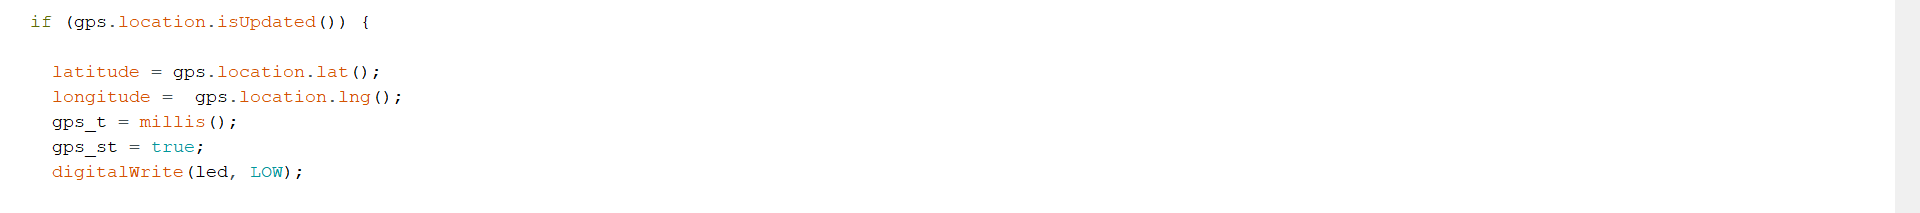 if (gps.location.isUpdated()) {
latitude = gps.location.lat();
longitude =  gps.location.lng();
gps_t = millis();
gps_st = true;
digitalWrite(led, LOW);